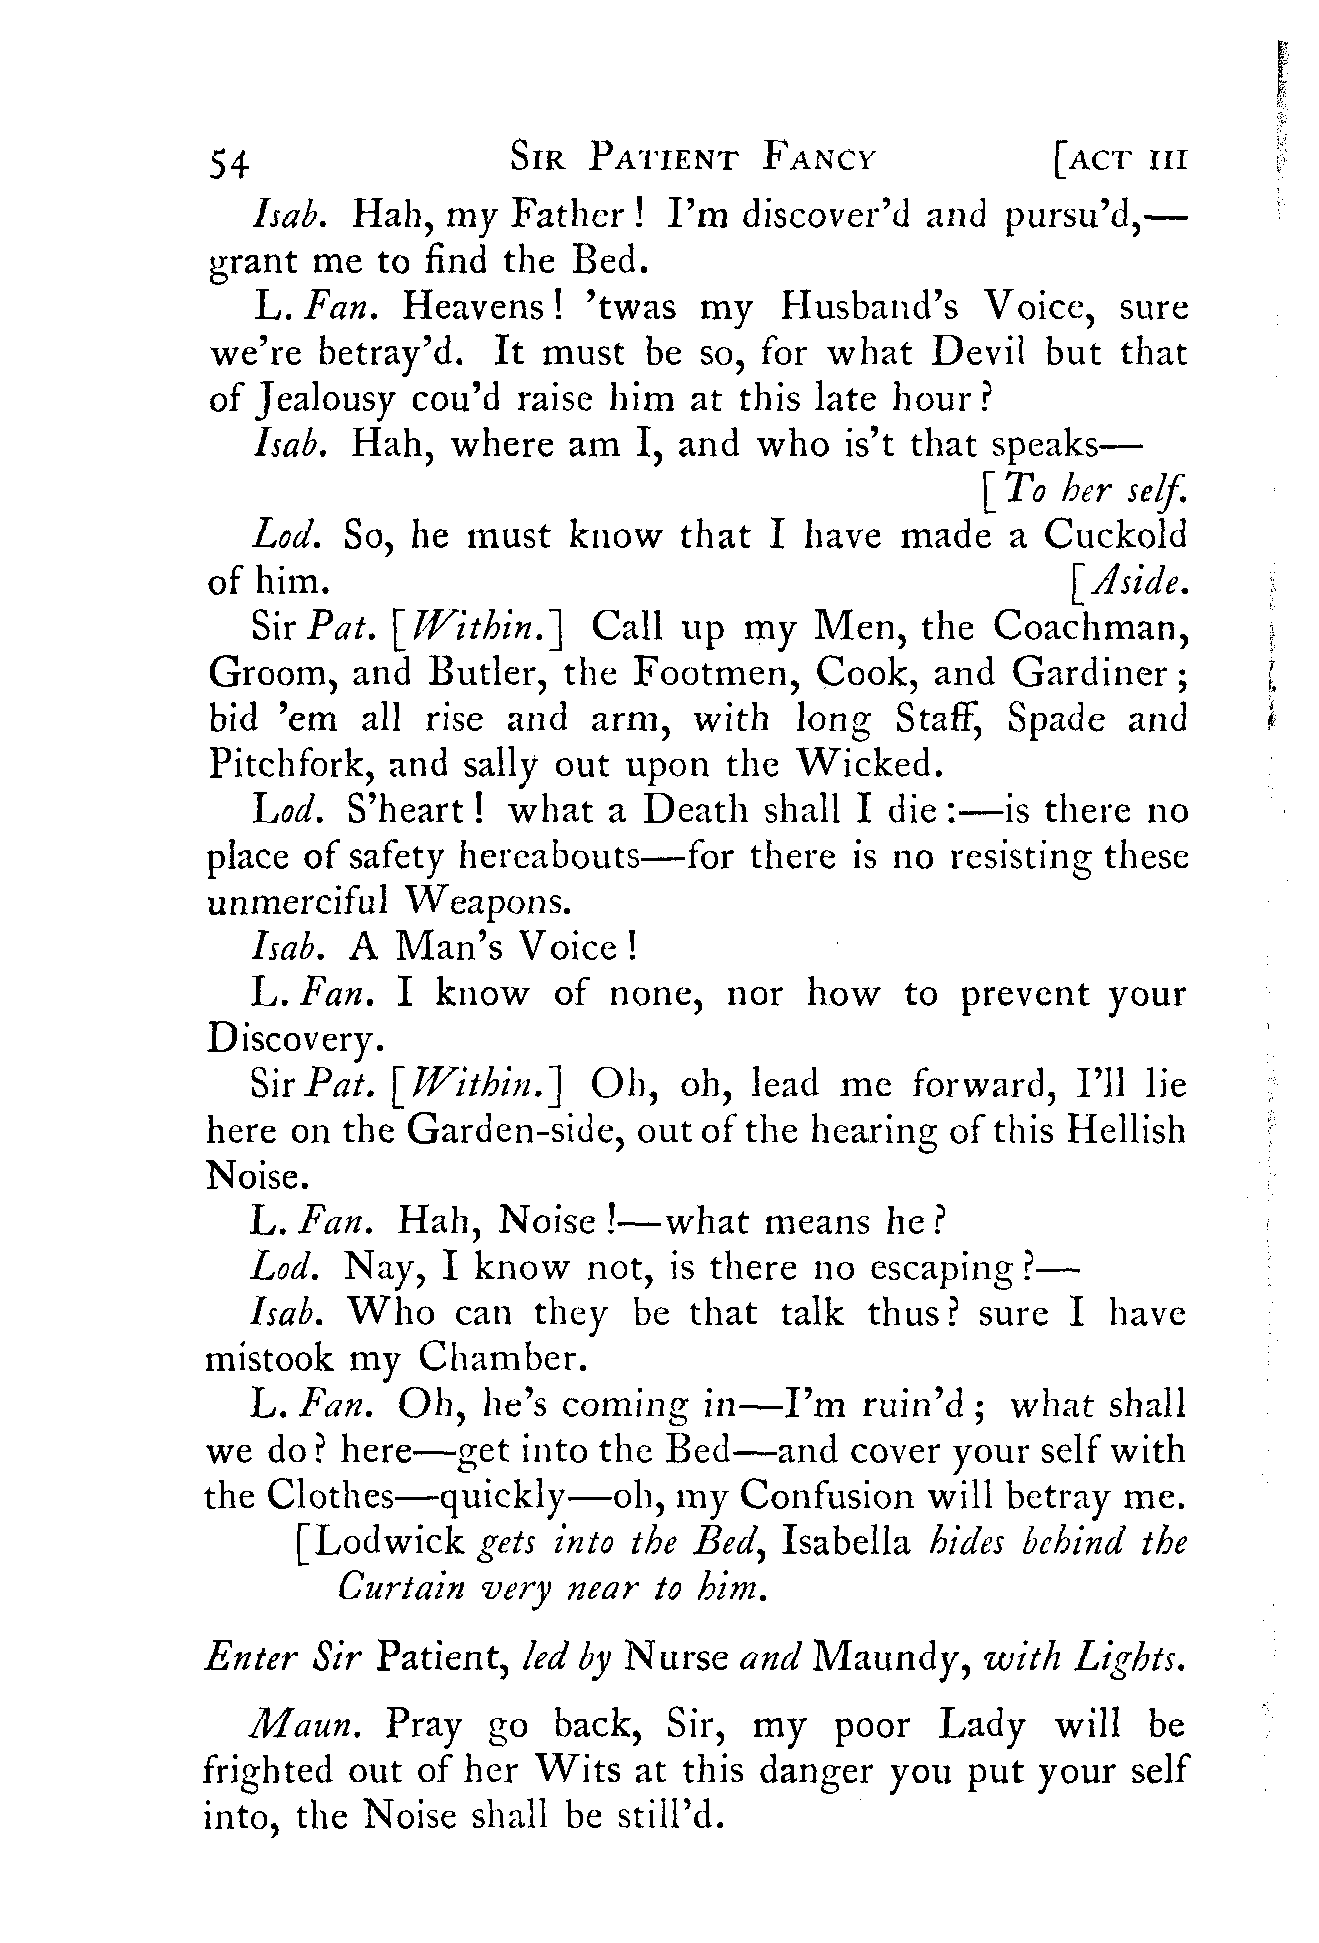 54 SIR PATIENT FANCY [ACT III
Isab. Hah, my Father! I'm discover'd and pursu'd,—
grant me to find the Bed.
L. Fan. Heavens! 'twas my Husband's Voice, sure
we're betray'd. It must be so, for what Devil but that
of Jealousy cou'd raise him at this late hour?
Isab. Hah, where am I, and who is't that speaks—
[To her self.
Lod. So, he must know that I have made a Cuckold
of him. [Aside.
Sir Pat. [Within.] Call up my Men, the Coachman,
Groom, and Butler, the Footmen, Cook, and Gardiner;
bid 'em all rise and arm, with long Staff, Spade and
Pitchfork, and sally out upon the Wicked.
Lod. S'heart! what a Death shall I die:—is there no
place of safety hereabouts—for there is no resisting these
unmerciful Weapons.
Isab. A Man's Voice!
L. Fan. I know of none, nor how to prevent your
Discovery.
Sir Pat. [Within.] Oh, oh, lead me forward, I'll lie
here on the Garden-side, out of the hearing of this Hellish
Noise.
L. Fan. Hah, Noise!—what means he?
Lod. Nay, I know not, is there no escaping?—
Isab. Who can they be that talk thus? sure I have
mistook my Chamber.
L. Fan. Oh, he's coming in—I'm ruin'd; what shall
we do? here—get into the Bed—and cover your self with
the Clothes—quickly—oh, my Confusion will betray me.
[Lodwick gets into the Bed, Isabella hides behind the
Curtain very near to him.
Enter Sir Patient, led by Nurse and Maundy, with Lights.
Maun. Pray go back, Sir, my poor Lady will be
frighted out of her Wits at this danger you put your self
into, the Noise shall be still'd.